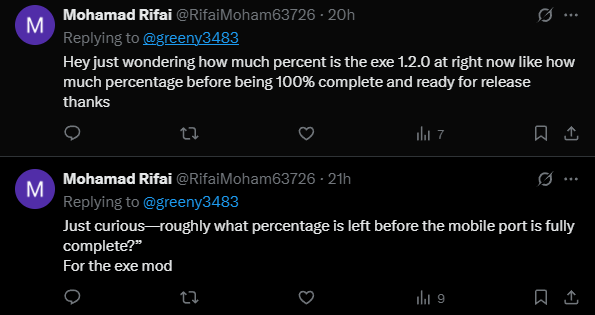 M
Mohamad Rifai @RifaiMoham63726 · 20h
Replying to @greeny3483
Hey just wondering how much percent is the exe 1.2.0 at right now like how
much percentage before being 100% complete and ready for release
thanks
7
M
Mohamad Rifai @RifaiMoham63726 · 21h
Replying to @greeny3483
Just curious—roughly what percentage is left before the mobile port is fully
complete?”
For the exe mod
9